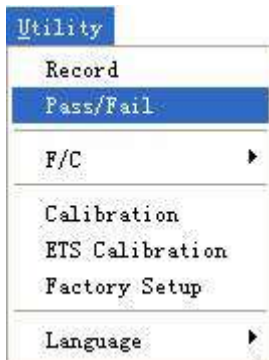 Utility
Record
Pass/Fail
F/C
Calibration
ETS Calibration
Factory Setup
Language